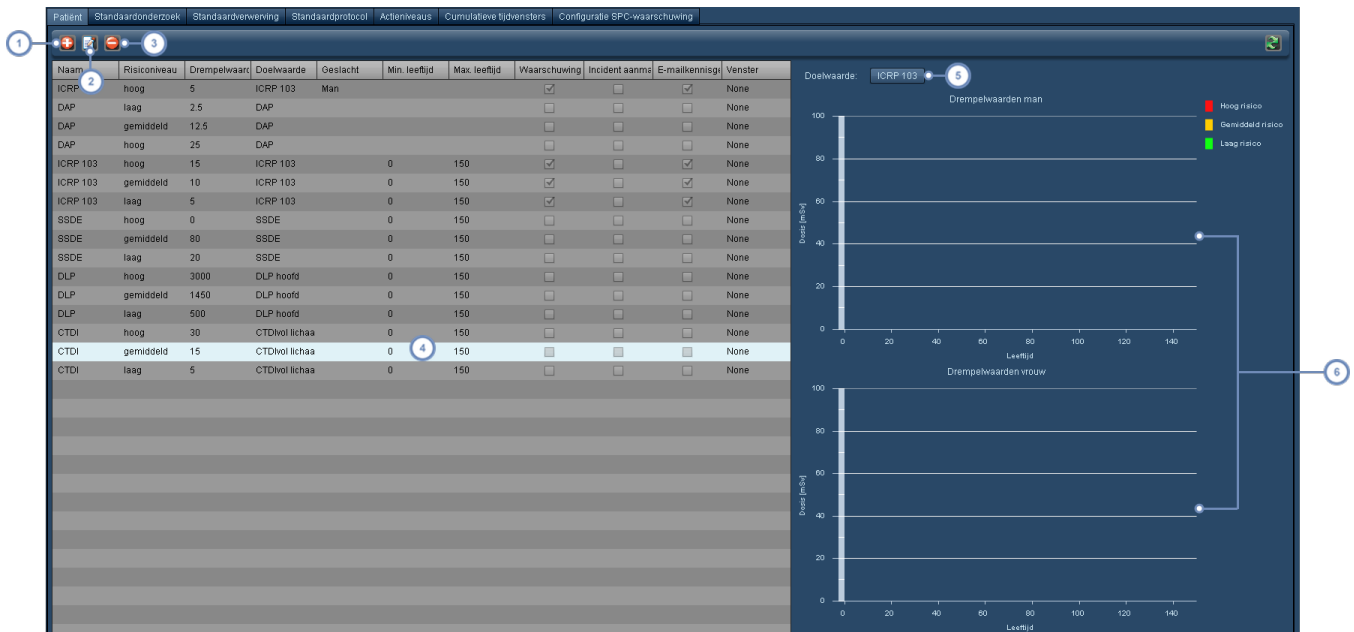 Patiënt Standaardonderzoek Standaardverwerving Standaardprotocol Actieniveaus Cumulatieve tijdvensters Configuratie SPC-waarschuwing
1 2 3
Naam Risiconiveau Drempelwaard Doelwaarde Geslacht Min. leeftijd Max. leeftijd Waarschuwing Incident aanma E-mailkennisge Venster
ICRP hoog 5 ICRP 103 Man None
DAP laag 2.5 DAP None
DAP gemiddeld 12.5 DAP None
DAP hoog 25 DAP None
ICRP 103 hoog 15 ICRP 103 0 150 None
ICRP 103 gemiddeld 10 ICRP 103 0 150 None
ICRP 103 laag 5 ICRP 103 0 150 None
SSDE hoog 0 SSDE 0 150 None
SSDE gemiddeld 80 SSDE 0 150 None
SSDE laag 20 SSDE 0 150 None
DLP hoog 3000 DLP hoofd 0 150 None
DLP gemiddeld 1450 DLP hoofd 0 150 None
DLP laag 500 DLP hoofd 0 150 None
CTDI hoog 30 CTDIvol lichaa 0 150 None
CTDI gemiddeld 15 CTDIvol lichaa 0 4 150 None
CTDI laag 5 CTDIvol lichaa 0 150 None
Doelwaarde: ICRP 103 5
Drempelwaarden man
Hoog risico
Gemiddeld risico
Laag risico
100
80
60
40
20
0
Dosis [mSv]
0 20 40 60 80 100 120 140
Leeftijd
6
Drempelwaarden vrouw
100
80
60
40
20
0
Dosis [mSv]
0 20 40 60 80 100 120 140
Leeftijd